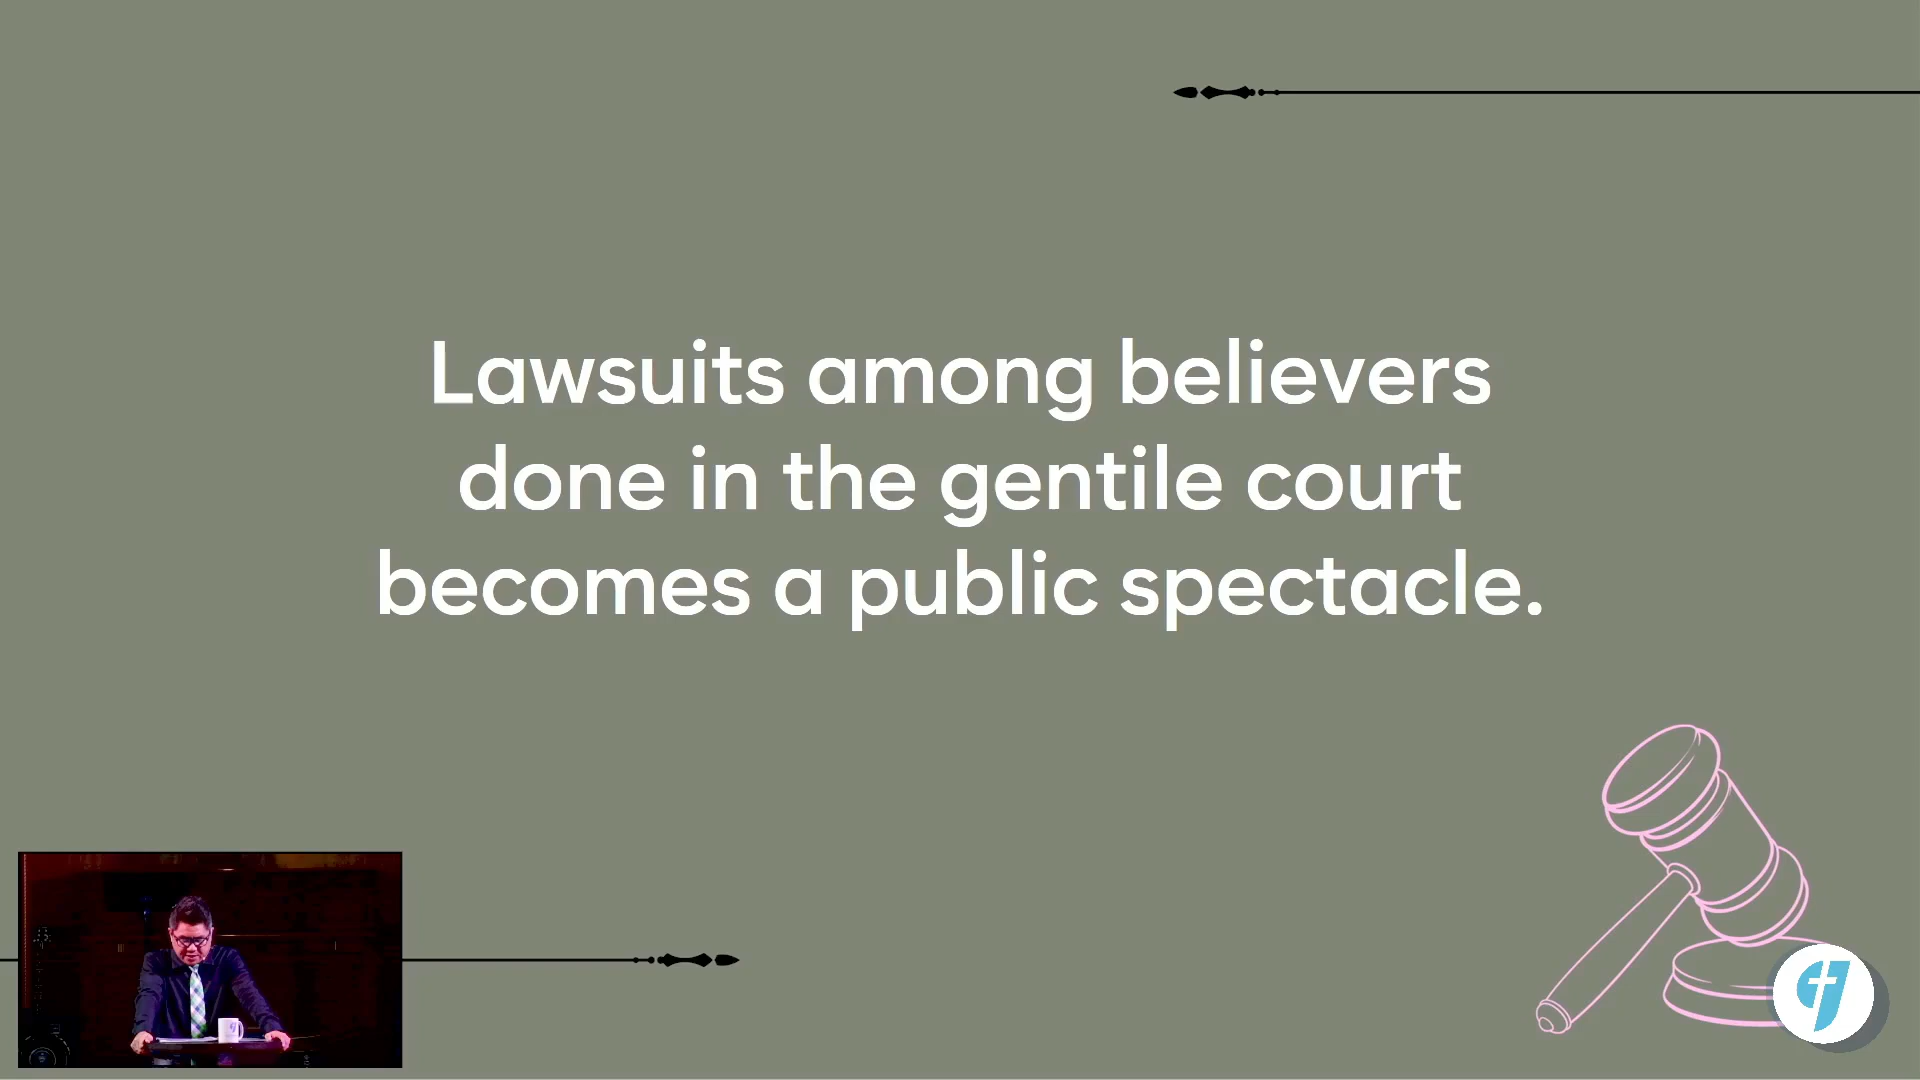 Lawsuits among believers
done in the gentile court
becomes a public spectacle.